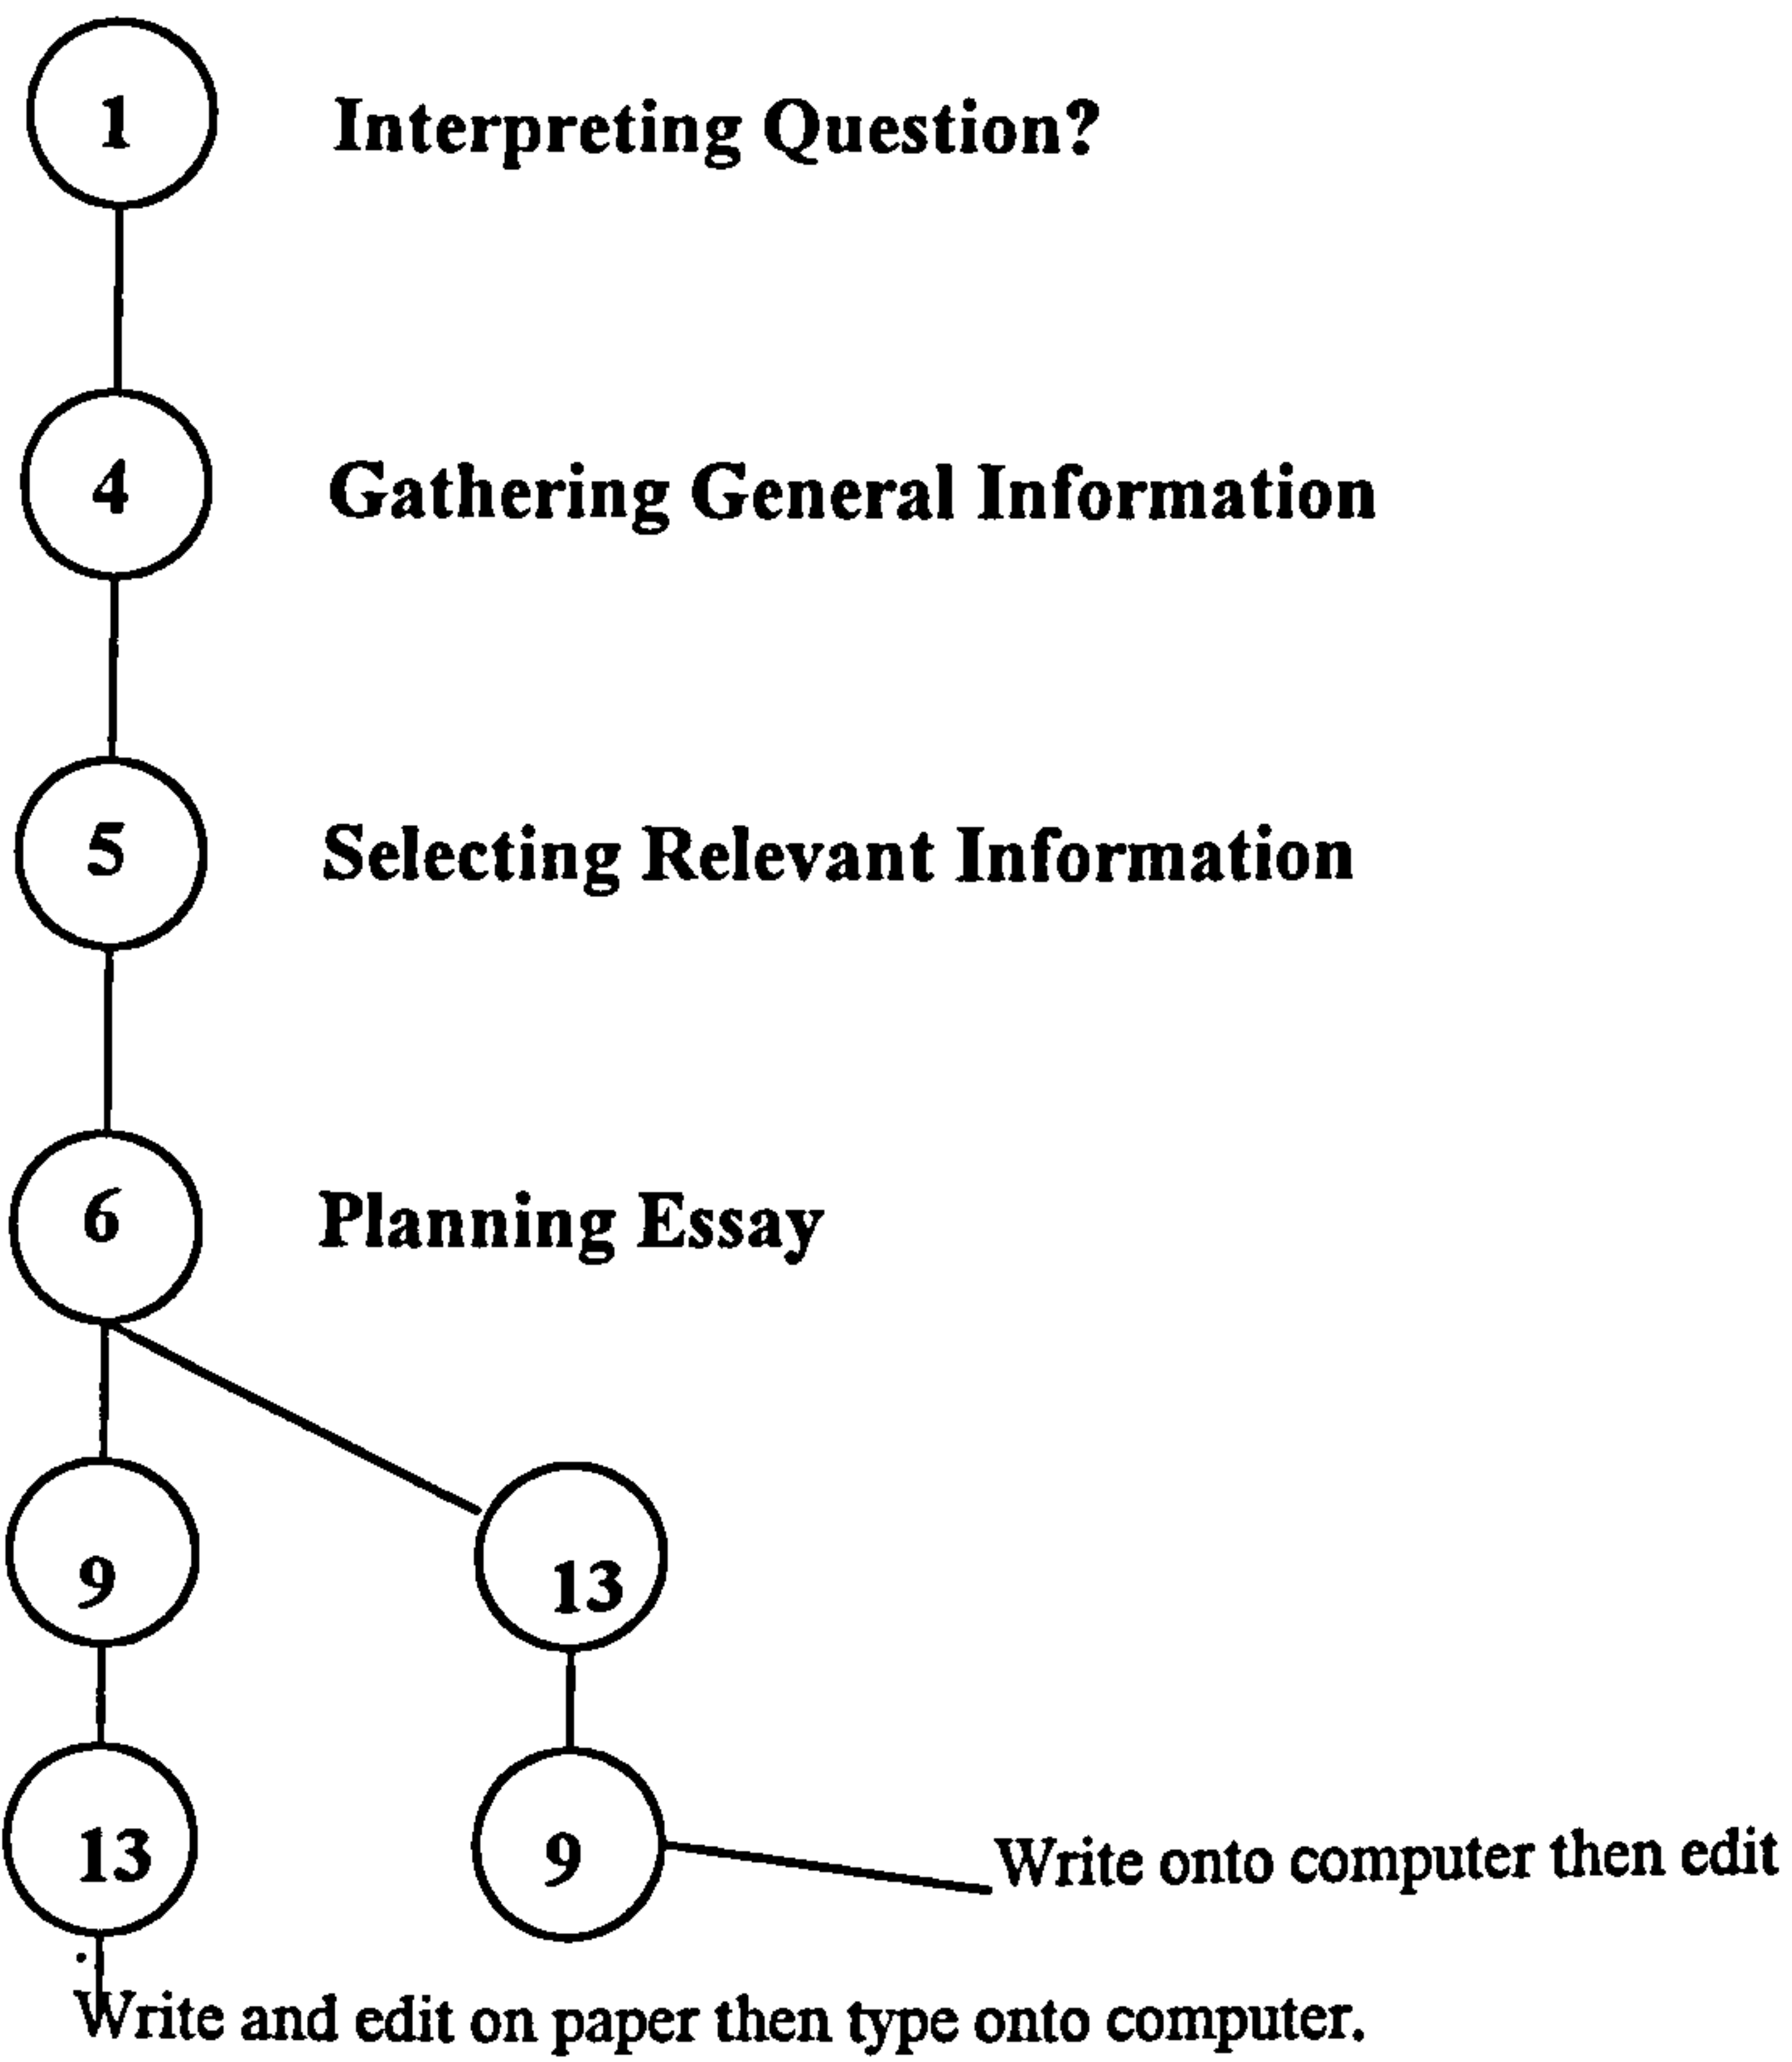 1 Interpreting Question?
4 Gathering General Information
5 Selecting Relevant Information
6 Planning Essay
9 13
13 9 Write onto computer then edit
Write and edit on paper then type onto computer.